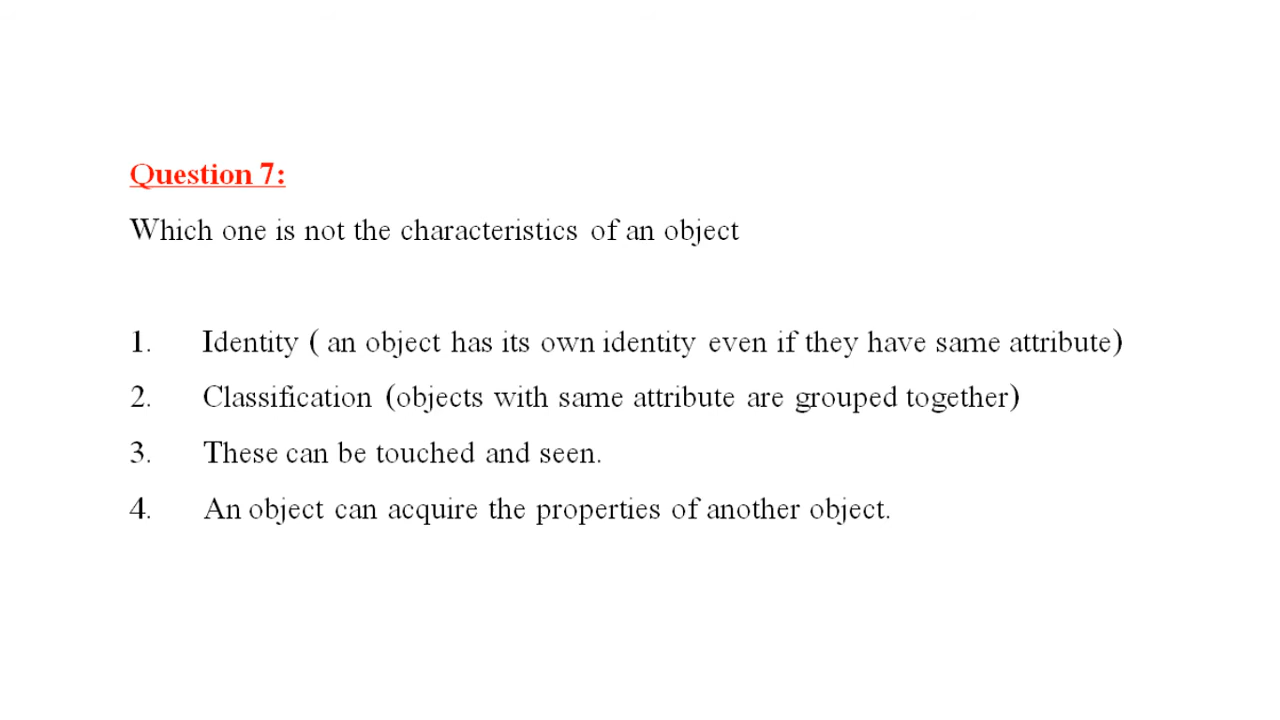 Question 7:
Which one is not the characteristics of an object
1. Identity ( an object has its own identity even if they have same attribute)
2. Classification (objects with same attribute are grouped together)
3. These can be touched and seen.
4. An object can acquire the properties of another object.